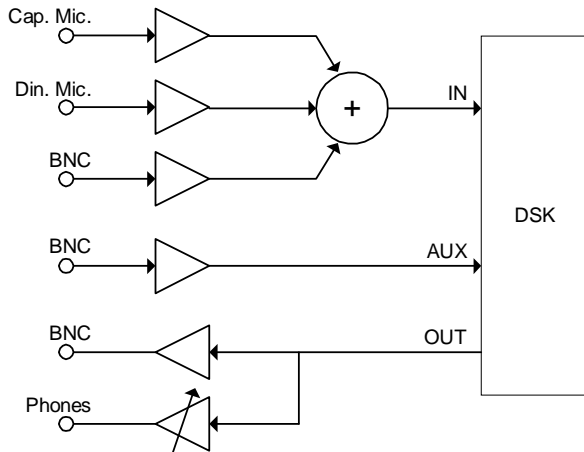 Cap. Mic.
Din. Mic.
+
IN
BNC
DSK
BNC
AUX
BNC
OUT
Phones